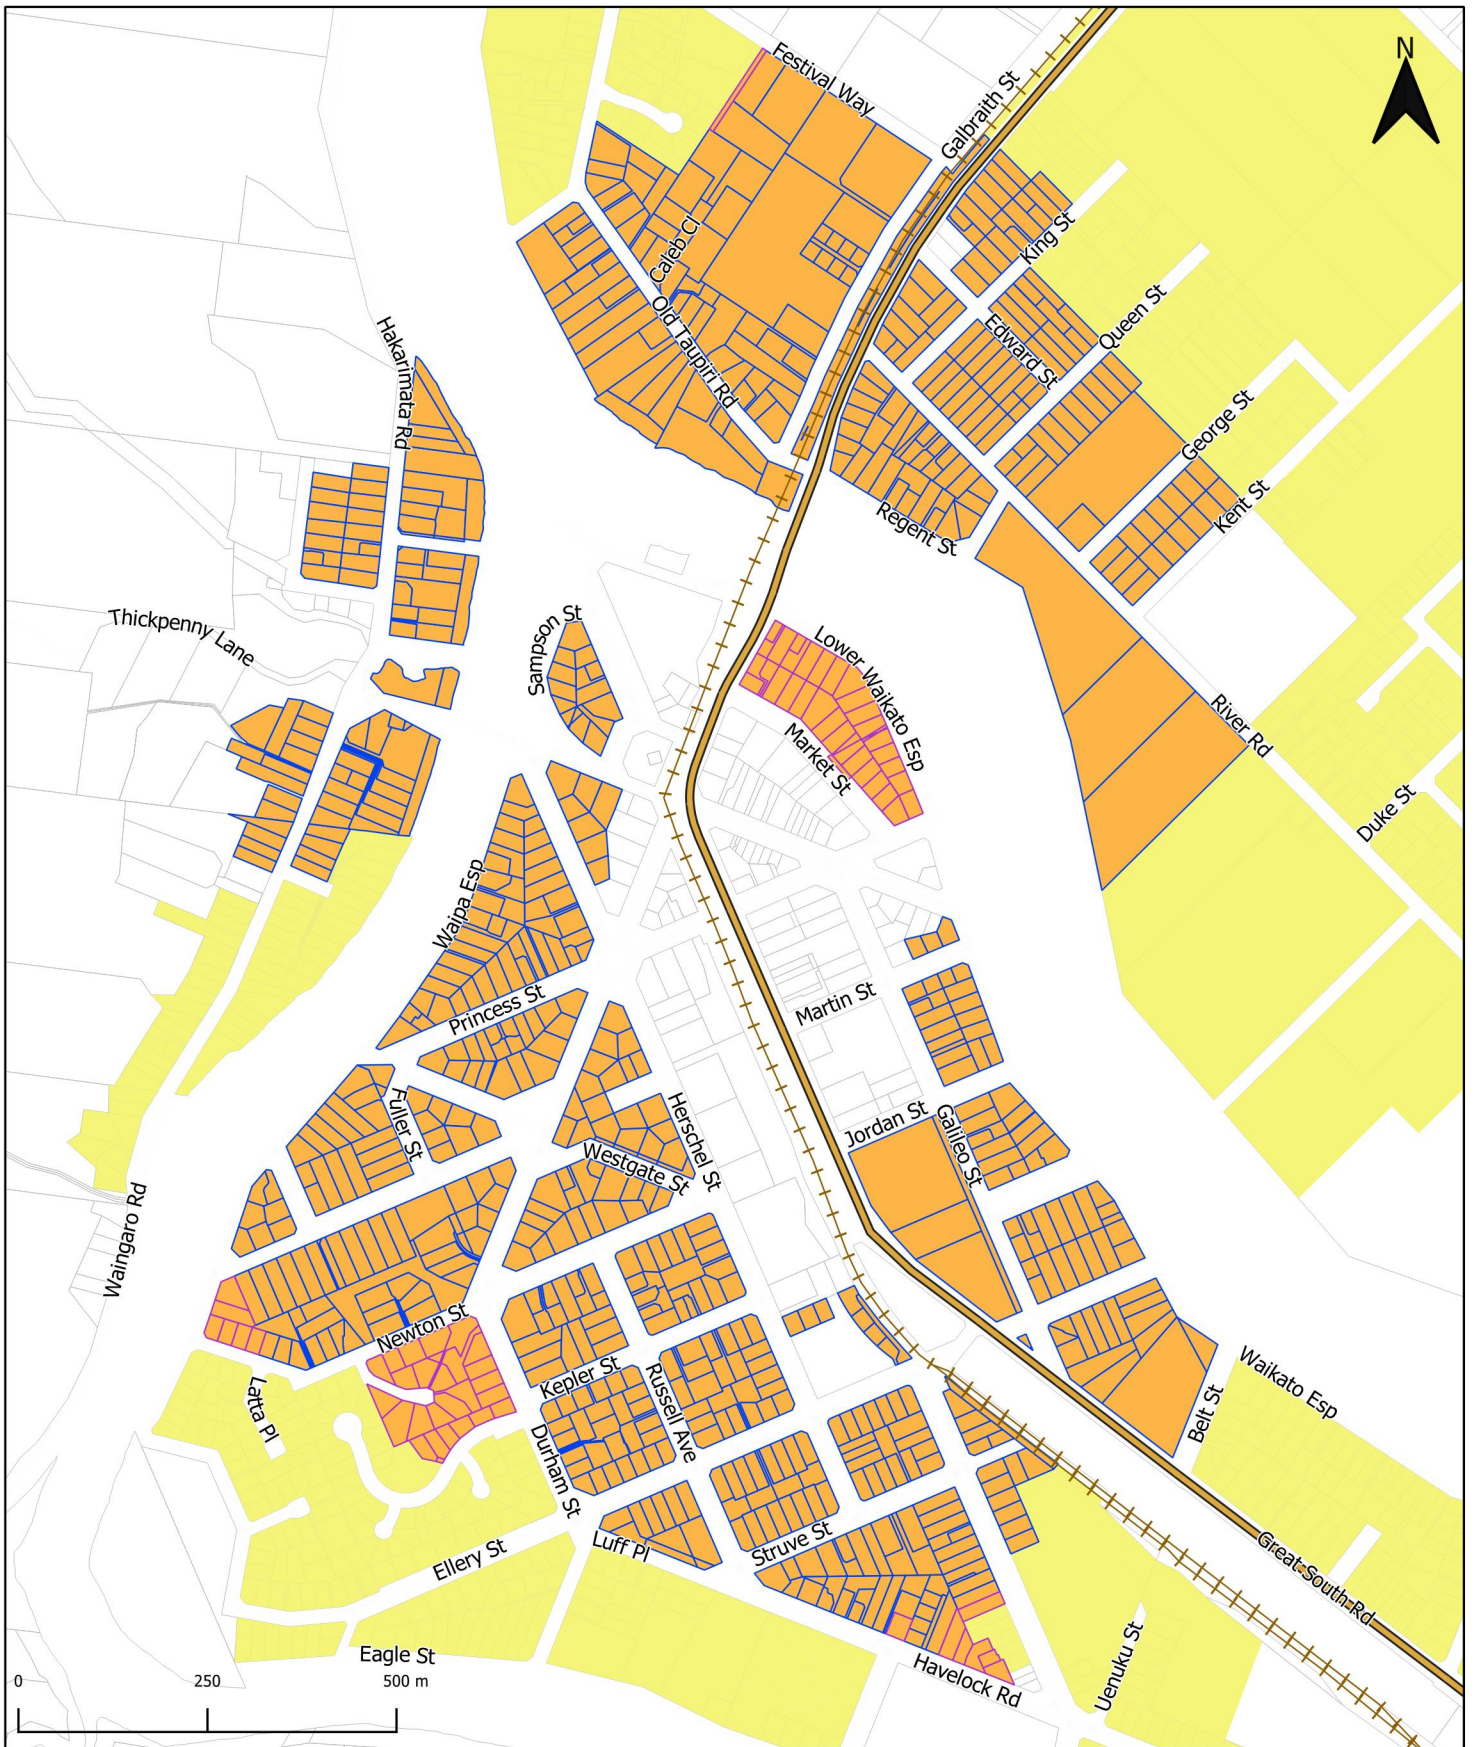 N
Festival Way
Galbraith St
King St
Caleb Cl
Queen St
Old Taupiri Rd
Edward St
Hakarimata Rd
George St
Kent St
Regent St
Thickpenny Lane
Sampson St
Lower Waikato Esp
River Rd
Market St
Duke St
Waipa Esp
Princess St
Martin St
Fuller St
Herschel St
Jordan St
Galileo St
Westgate St
Waingaro Rd
Newton St
Kepler St
Russell Ave
Latta Pl
Waikato Esp
Belt St
Durham St
Struve St
Luff Pl
Ellery St
Great South Rd
Eagle St
Uenuku St
Havelock Rd
0 250 500 m